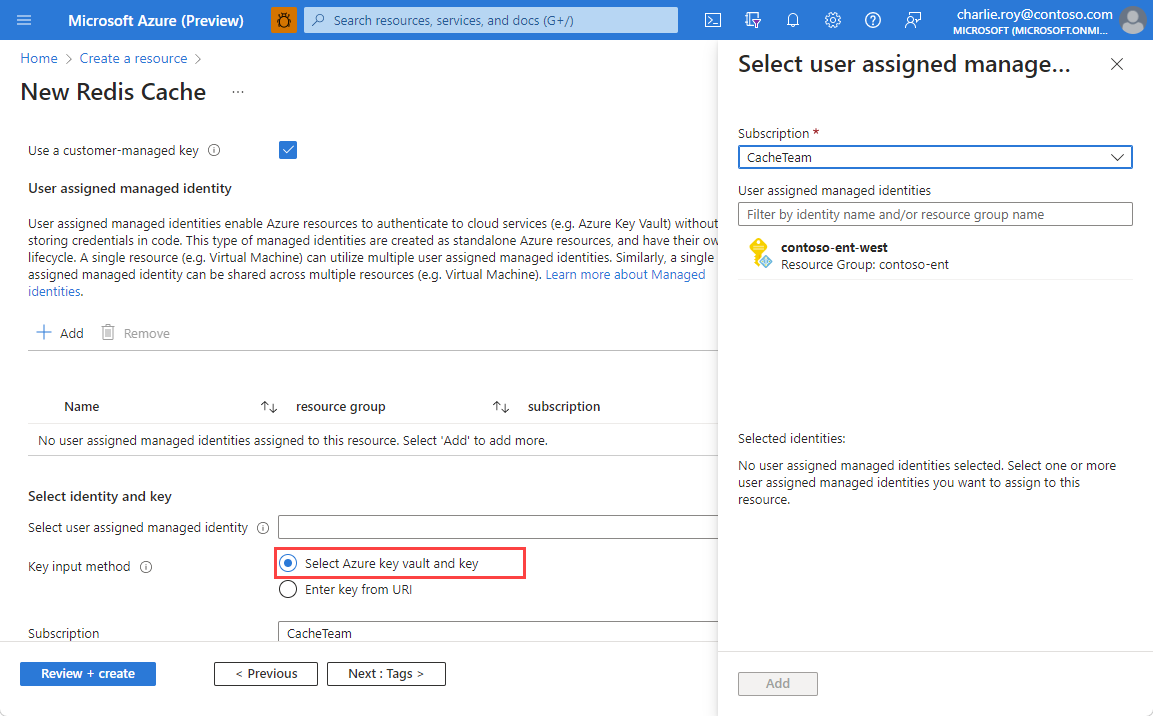 Microsoft Azure (Preview)
Search resources, services, and docs (G+/)
charlie.roy@contoso.com
MICROSOFT (MICROSOFT.ONMI...
Home > Create a resource >
New Redis Cache ...
Use a customer-managed key
User assigned managed identity
User assigned managed identities enable Azure resources to authenticate to cloud services (e.g. Azure Key Vault) without
storing credentials in code. This type of managed identities are created as standalone Azure resources, and have their ow
lifecycle. A single resource (e.g. Virtual Machine) can utilize multiple user assigned managed identities. Similarly, a single
assigned managed identity can be shared across multiple resources (e.g. Virtual Machine). Learn more about Managed
identities.
Add Remove
Name resource group subscription
No user assigned managed identities assigned to this resource. Select 'Add' to add more.
Select identity and key
Select user assigned managed identity
Key input method
Select Azure key vault and key
Enter key from URI
Subscription
CacheTeam
Review + create
< Previous
Next : Tags >
Select user assigned manage...
Subscription *
CacheTeam
User assigned managed identities
Filter by identity name and/or resource group name
contoso-ent-west
Resource Group: contoso-ent
Selected identities:
No user assigned managed identities selected. Select one or more
user assigned managed identities you want to assign to this
resource.
Add